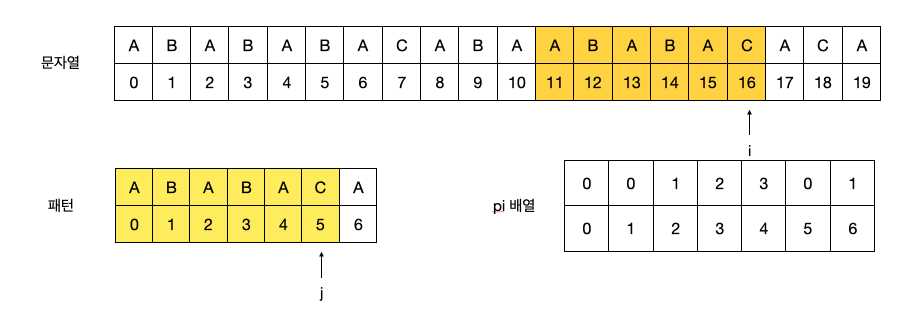 문자열
A B A B A B A C A B A A B A B A C A C A
0 1 2 3 4 5 6 7 8 9 10 11 12 13 14 15 16 17 18 19
i
패턴
A B A B A C A
0 1 2 3 4 5 6
j
pi 배열
0 0 1 2 3 0 1
0 1 2 3 4 5 6